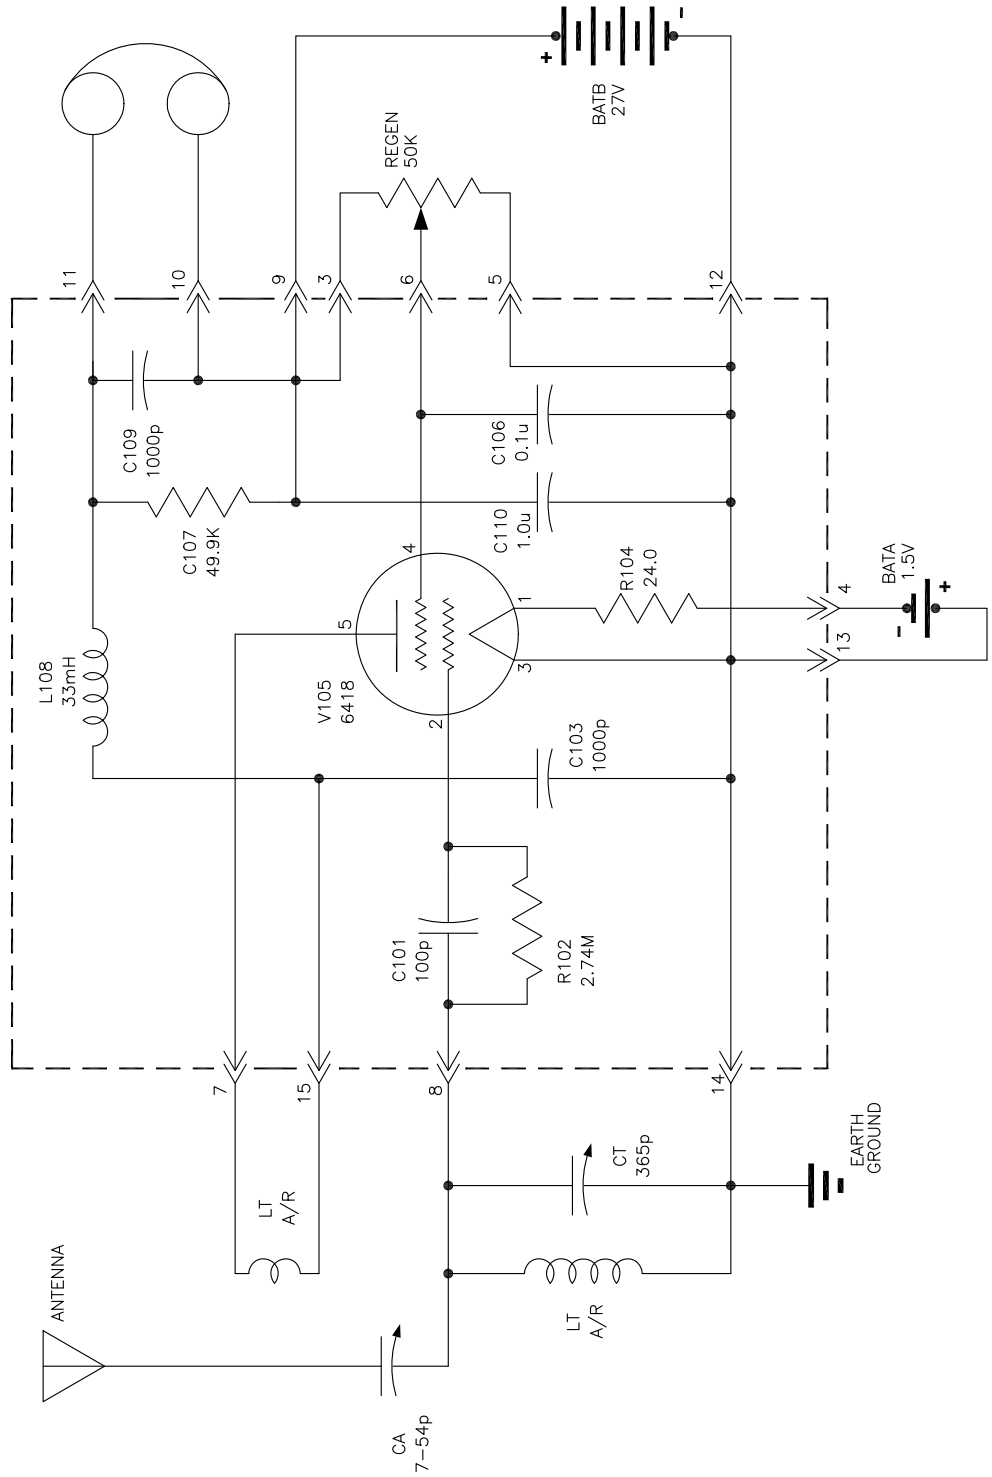 ANTENNA
CA
7-54p
LT
A/R
LT
A/R
CT
365p
EARTH
GROUND
7
15
8
14
C101
100p
R102
2.74M
L108
33mH
C103
1000p
V105
6418
5
4
2
3
1
R104
24.0
C107
49.9K
C109
1000p
C110
1.0u
C106
0.1u
13
4
BATA
1.5V
-
+
11
10
9
3
6
5
12
REGEN
50K
BATB
27V
+
-